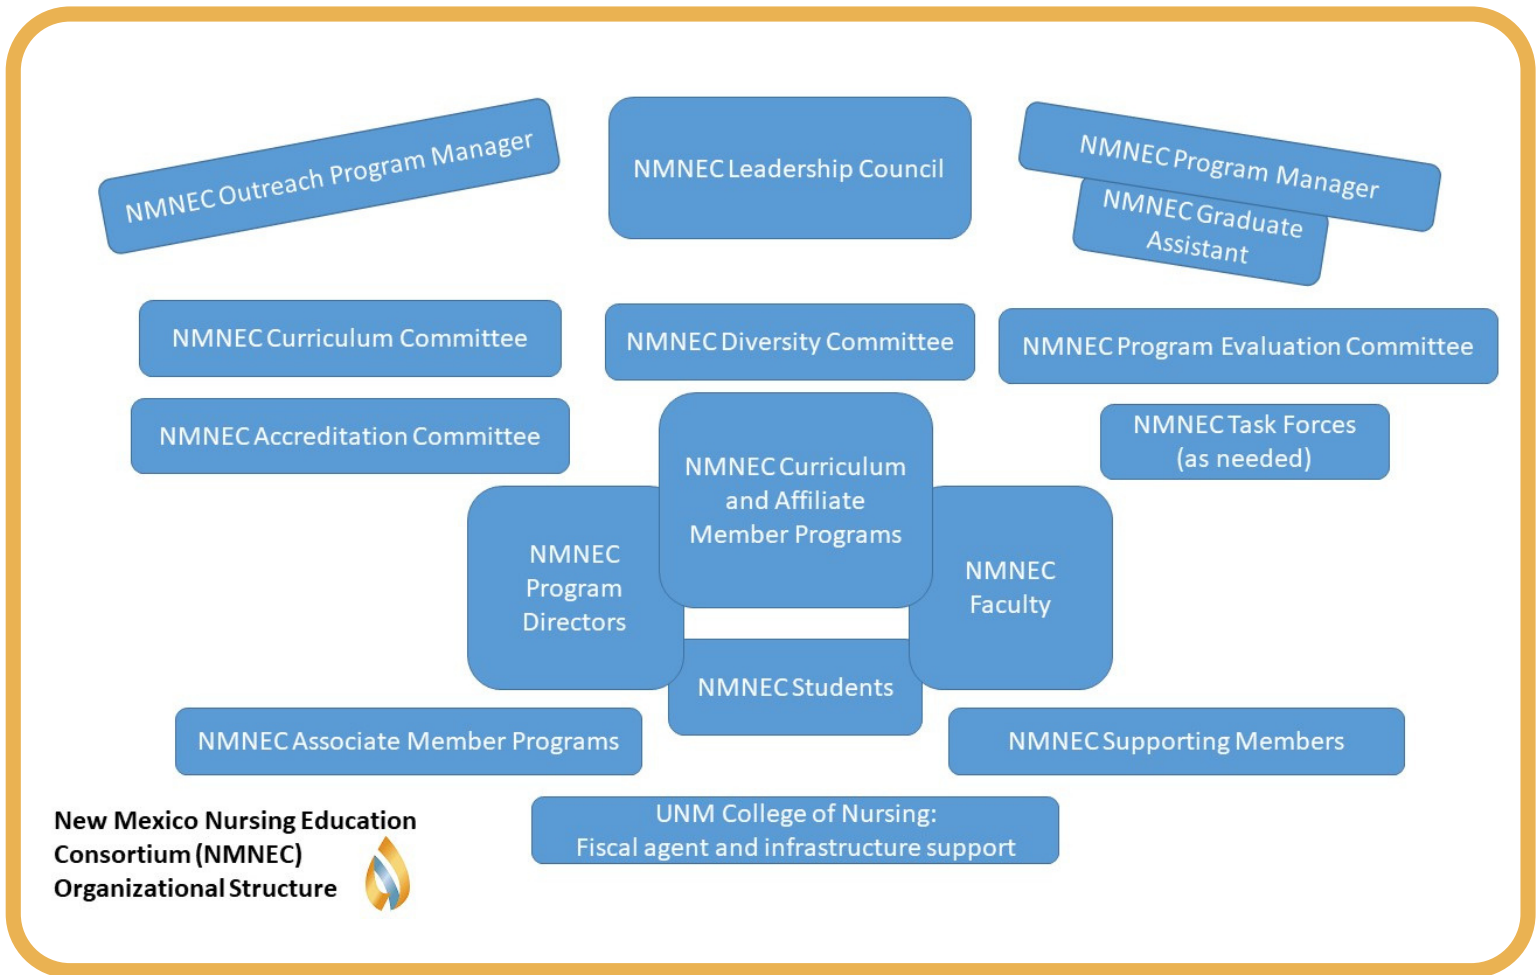 NMNEC Outreach Program Manager
NMNEC Leadership Council
NMNEC Program Manager
NMNEC Graduate
Assistant
NMNEC Curriculum Committee
NMNEC Diversity Committee
NMNEC Program Evaluation Committee
NMNEC Accreditation Committee
NMNEC Task Forces
(as needed)
NMNEC Curriculum
and Affiliate
Member Programs
NMNEC
Program
Directors
NMNEC
Faculty
NMNEC Students
NMNEC Associate Member Programs
NMNEC Supporting Members
UNM College of Nursing:
Fiscal agent and infrastructure support
New Mexico Nursing Education
Consortium (NMNEC)
Organizational Structure